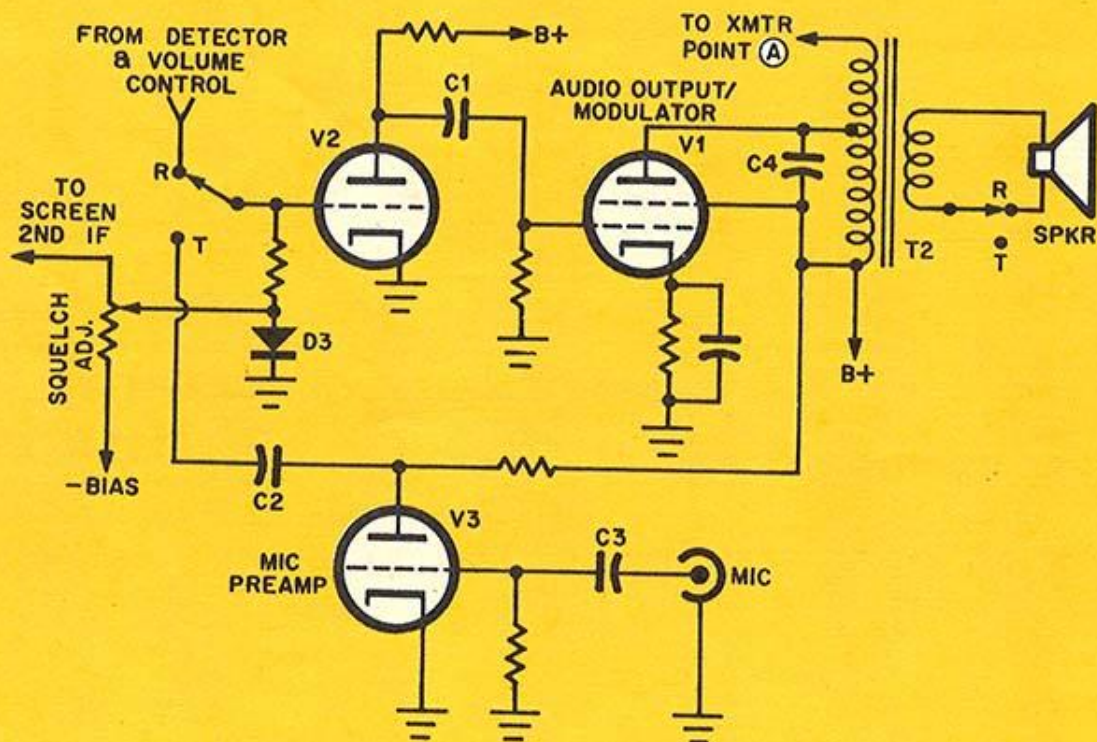 FROM DETECTOR
& VOLUME
CONTROL
B+
TO XMTR
POINT A
AUDIO OUTPUT/
MODULATOR
C1
V2
V1
C4
R
TO
SCREEN
2ND IF
T
R
T
SPKR
T2
SQUELCH
ADJ.
D3
B+
-BIAS
C2
V3
C3
MIC
PREAMP
MIC